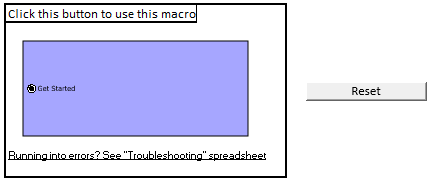 Click this button to use this macro
Get Started
Reset
Running into errors? See "Troubleshooting" spreadsheet